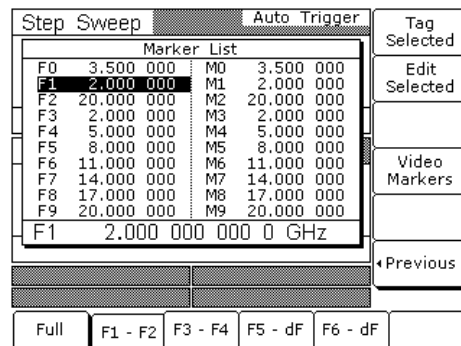 Step Sweep
Auto Trigger
Marker List
F0 3.500 000 M0 3.500 000
F1 2.000 000 M1 2.000 000
F2 20.000 000 M2 20.000 000
F3 2.000 000 M3 2.000 000
F4 5.000 000 M4 5.000 000
F5 8.000 000 M5 8.000 000
F6 11.000 000 M6 11.000 000
F7 14.000 000 M7 14.000 000
F8 17.000 000 M8 17.000 000
F9 20.000 000 M9 20.000 000
F1 2.000 000 000 0 GHz
Tag
Selected
Edit
Selected
Video
Markers
Previous
Full F1 - F2 F3 - F4 F5 - dF F6 - dF